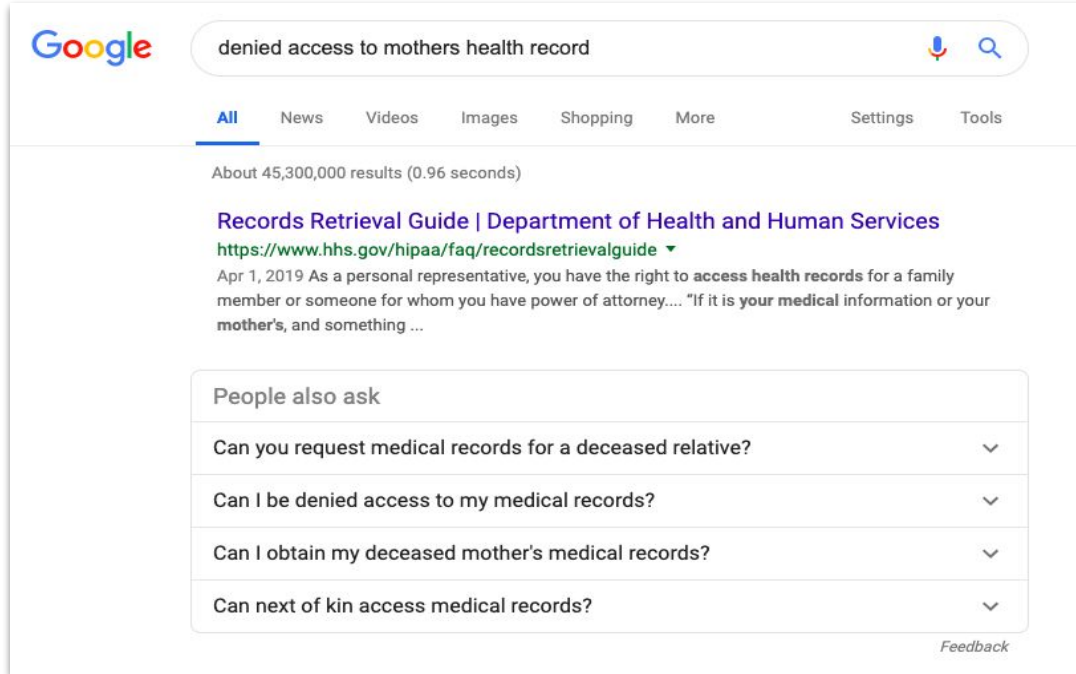 Google
denied access to mothers health record
All News Videos Images Shopping More Settings Tools
About 45,300,000 results (0.96 seconds)
Records Retrieval Guide | Department of Health and Human Services
https://www.hhs.gov/hipaa/faq/recordsretrievalguide
Apr 1, 2019 As a personal representative, you have the right to access health records for a family
member or someone for whom you have power of attorney.... “If it is your medical information or your
mother's, and something ...
People also ask
Can you request medical records for a deceased relative?
Can I be denied access to my medical records?
Can I obtain my deceased mother's medical records?
Can next of kin access medical records?
Feedback